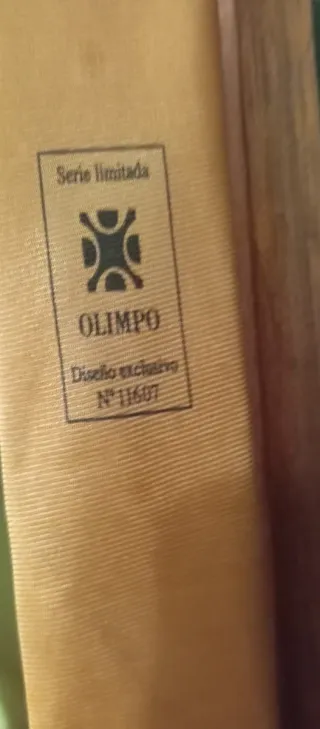 Serie limitada
OLIMPO
Diseño exclusivo
Nº 11607